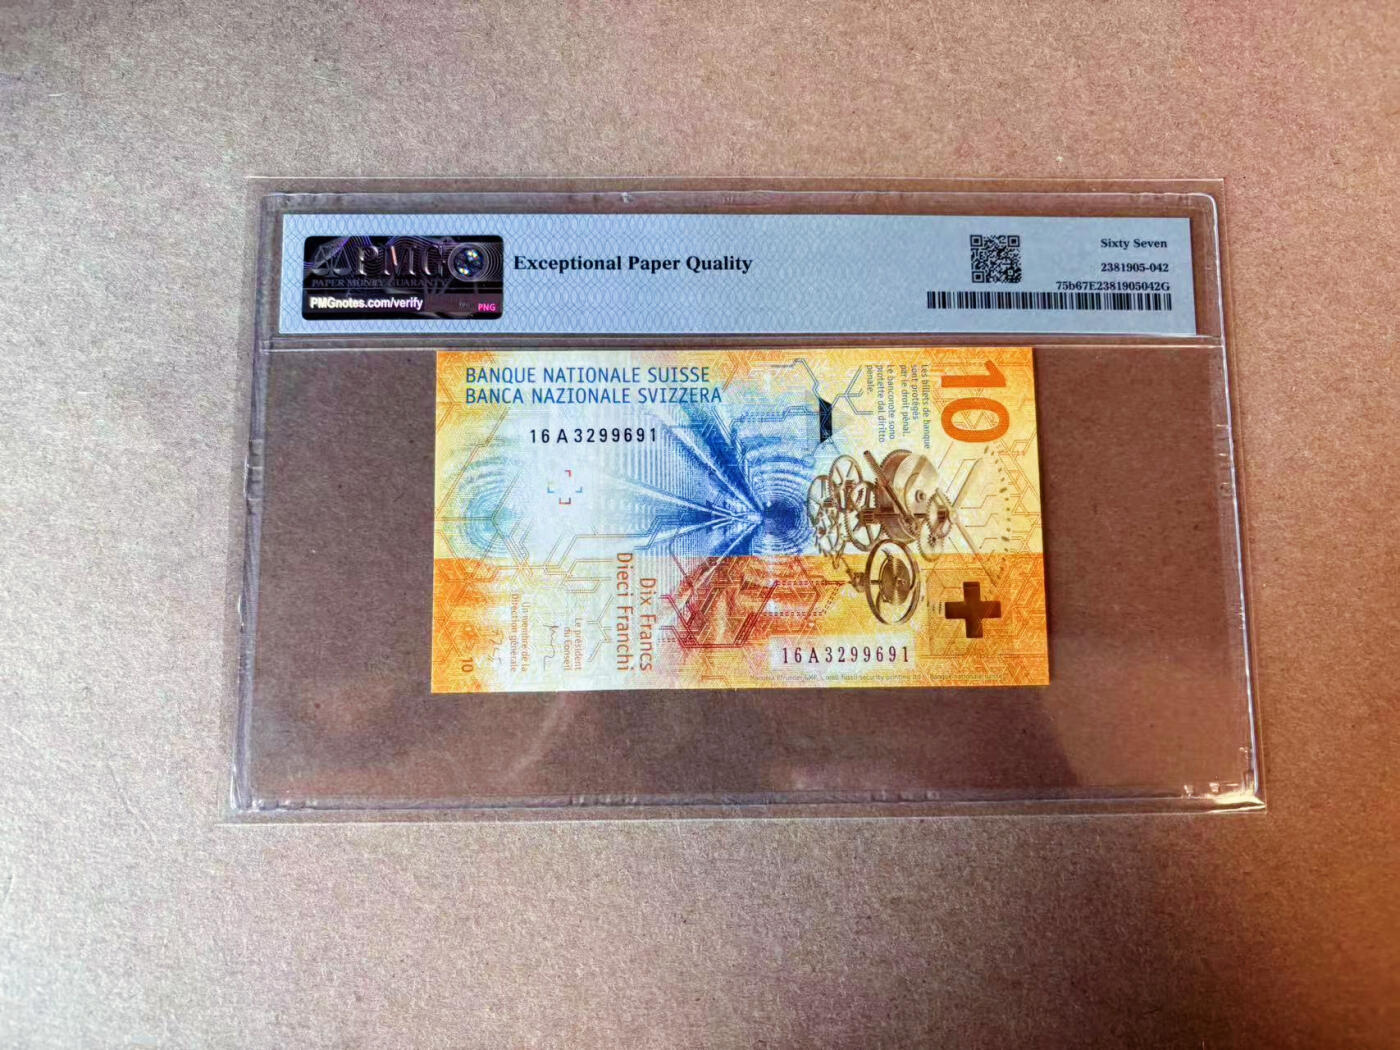 PMG
PAPER MONEY GUARANTY
PMGnotes.com/verify
PNG
Exceptional Paper Quality
Sixty Seven
2381905-042
75b67E2381905042G
BANQUE NATIONALE SUISSE
BANCA NAZIONALE SVIZZERA
16A3299691
10
Les billets de banque
sont protégés
par le droit pénal.
Le banconote sono
protette dal diritto
penale.
Dix Francs
Dieci Franchi
Le président
du Conseil
Un membre de la
Direction générale
10
16A3299691